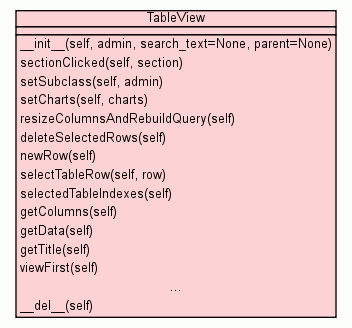 TableView
__init__(self, admin, search_text=None, parent=None)
sectionClicked(self, section)
setSubclass(self, admin)
setCharts(self, charts)
resizeColumnsAndRebuildQuery(self)
deleteSelectedRows(self)
newRow(self)
selectTableRow(self, row)
selectedTableIndexes(self)
getColumns(self)
getData(self)
getTitle(self)
viewFirst(self)
...
__del__(self)